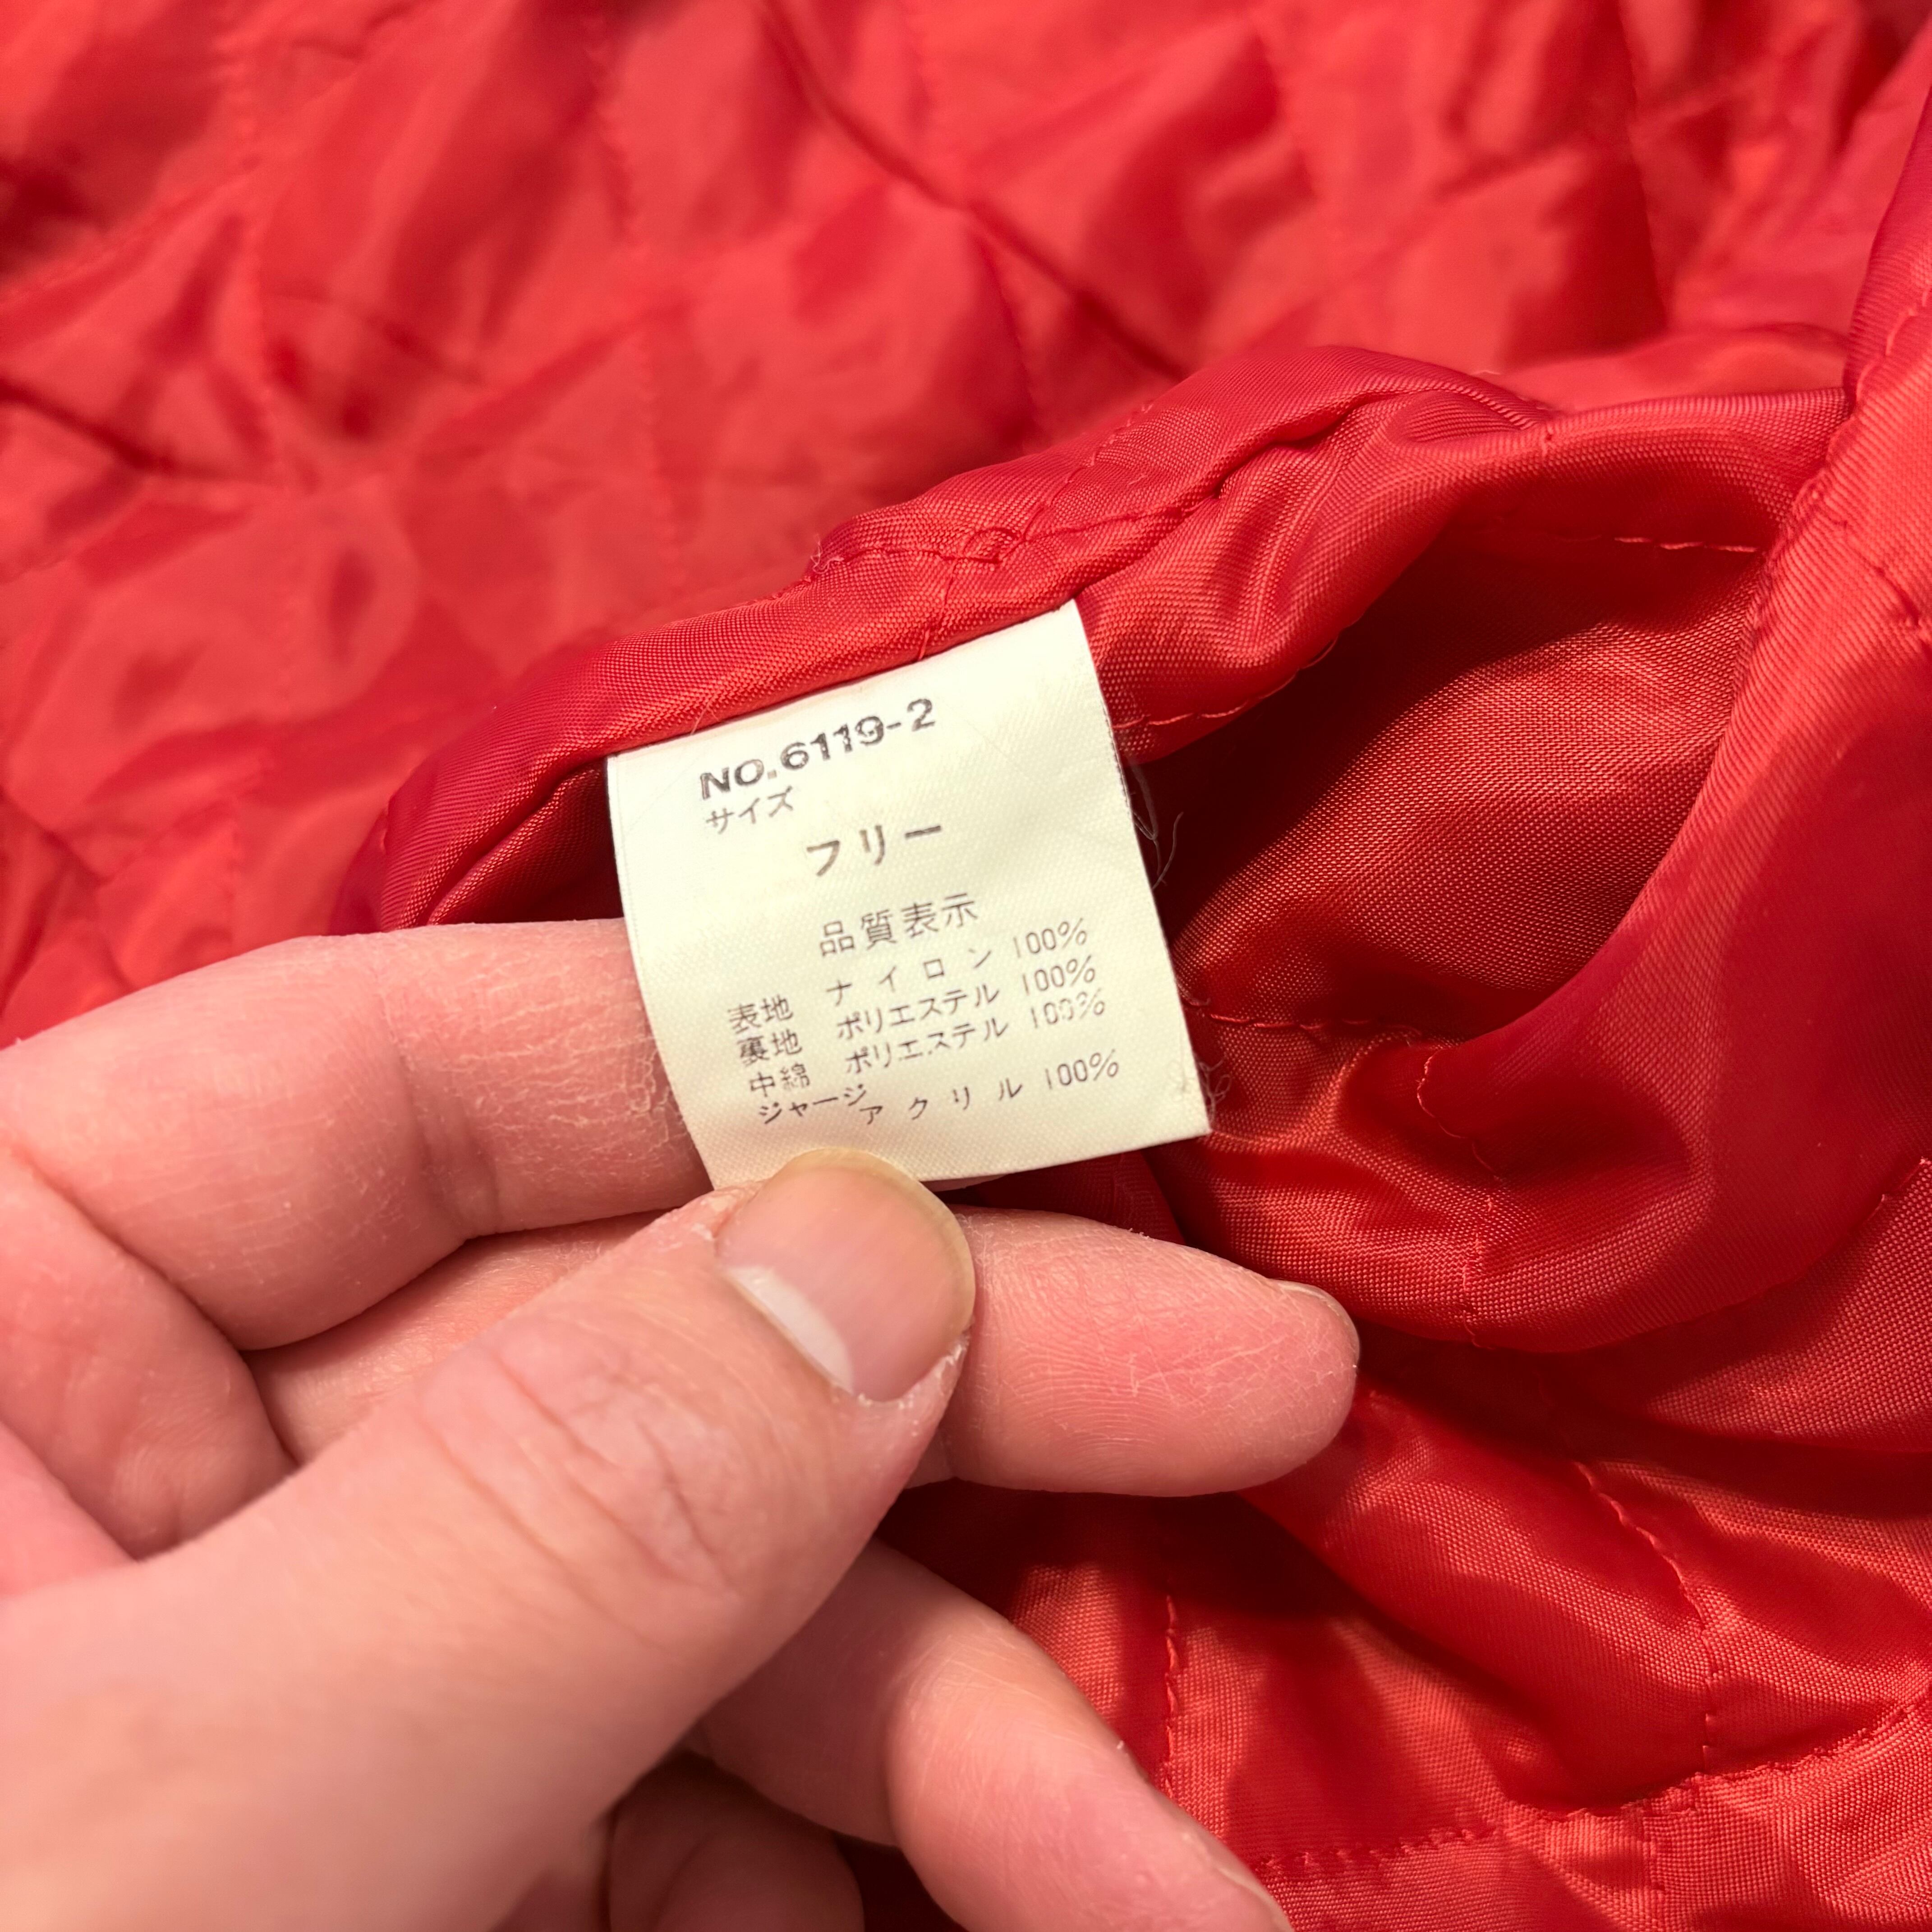 NO.6119-2
サイズ
フリー
品質表示
表地 ナイロン 100%
裏地 ポリエステル 100%
中綿 ポリエステル 100%
ジャージ
アクリル 100%